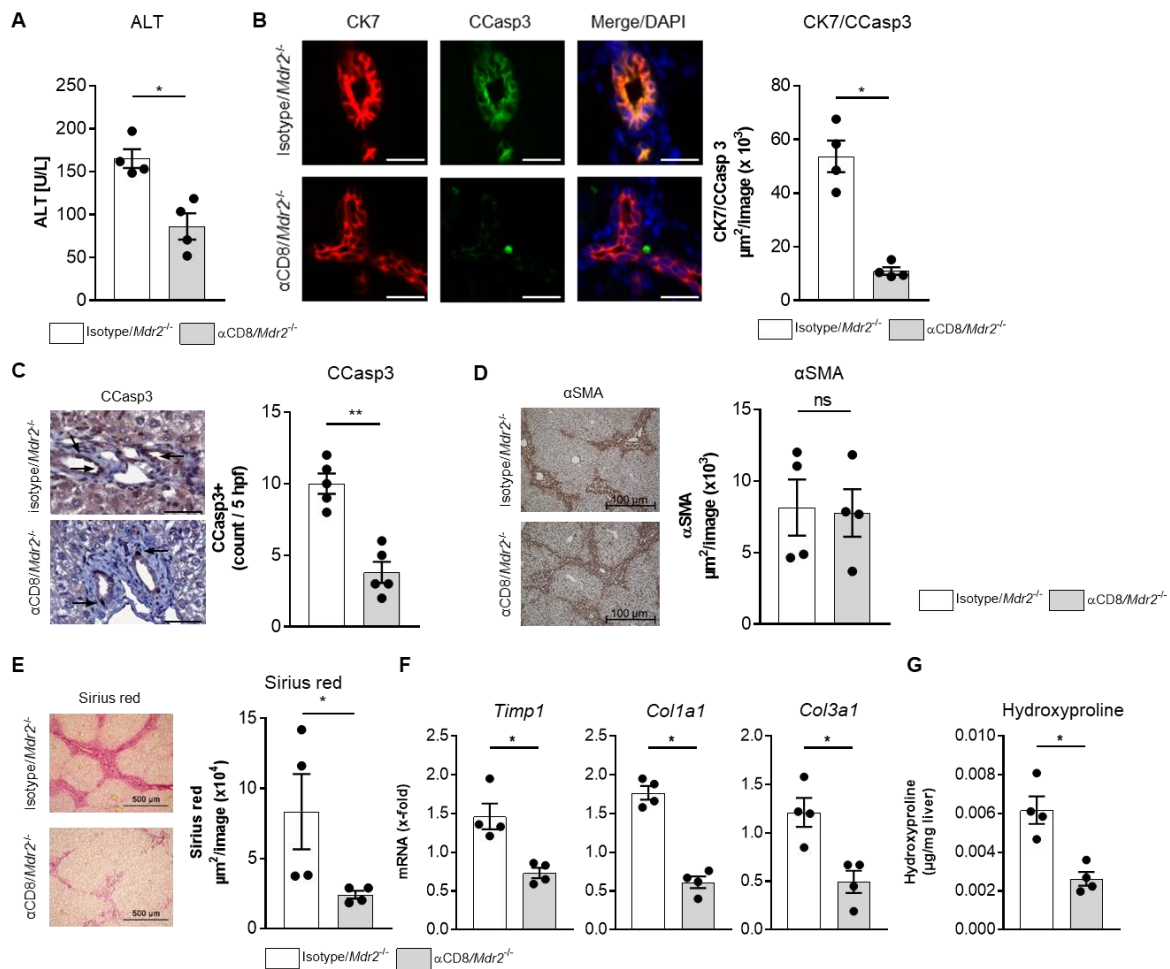 A
ALT
ALT [U/L]
250
200
150
100
50
0
*
Isotype/Mdr2-/-
αCD8/Mdr2-/-
B
CK7
CCasp3
Merge/DAPI
Isotype/Mdr2-/-
αCD8/Mdr2-/-
CK7/CCasp3
CK7/CCasp 3
µm²/image (x 10³)
80
60
40
20
0
*
Isotype/Mdr2-/-
αCD8/Mdr2-/-
C
CCasp3
isotype/Mdr2-/-
αCD8/Mdr2-/-
CCasp3
CCasp3+
(count / 5 hpf)
15
10
5
0
**
D
αSMA
Isotype/Mdr2-/-
100 µm
αCD8/Mdr2-/-
100 µm
αSMA
αSMA
µm²/image (x10³)
15
10
5
0
ns
Isotype/Mdr2-/-
αCD8/Mdr2-/-
E
Sirius red
Isotype/Mdr2-/-
500 µm
αCD8/Mdr2-/-
500 µm
Sirius red
Sirius red
µm²/image (x10⁴)
15
10
5
0
*
Isotype/Mdr2-/-
αCD8/Mdr2-/-
F
mRNA (x-fold)
Timp1
2.5
2.0
1.5
1.0
0.5
0.0
*
Col1a1
2.5
2.0
1.5
1.0
0.5
0.0
*
Col3a1
2.5
2.0
1.5
1.0
0.5
0.0
*
G
Hydroxyproline
Hydroxyproline
(µg/mg liver)
0.010
0.008
0.006
0.004
0.002
0.000
*